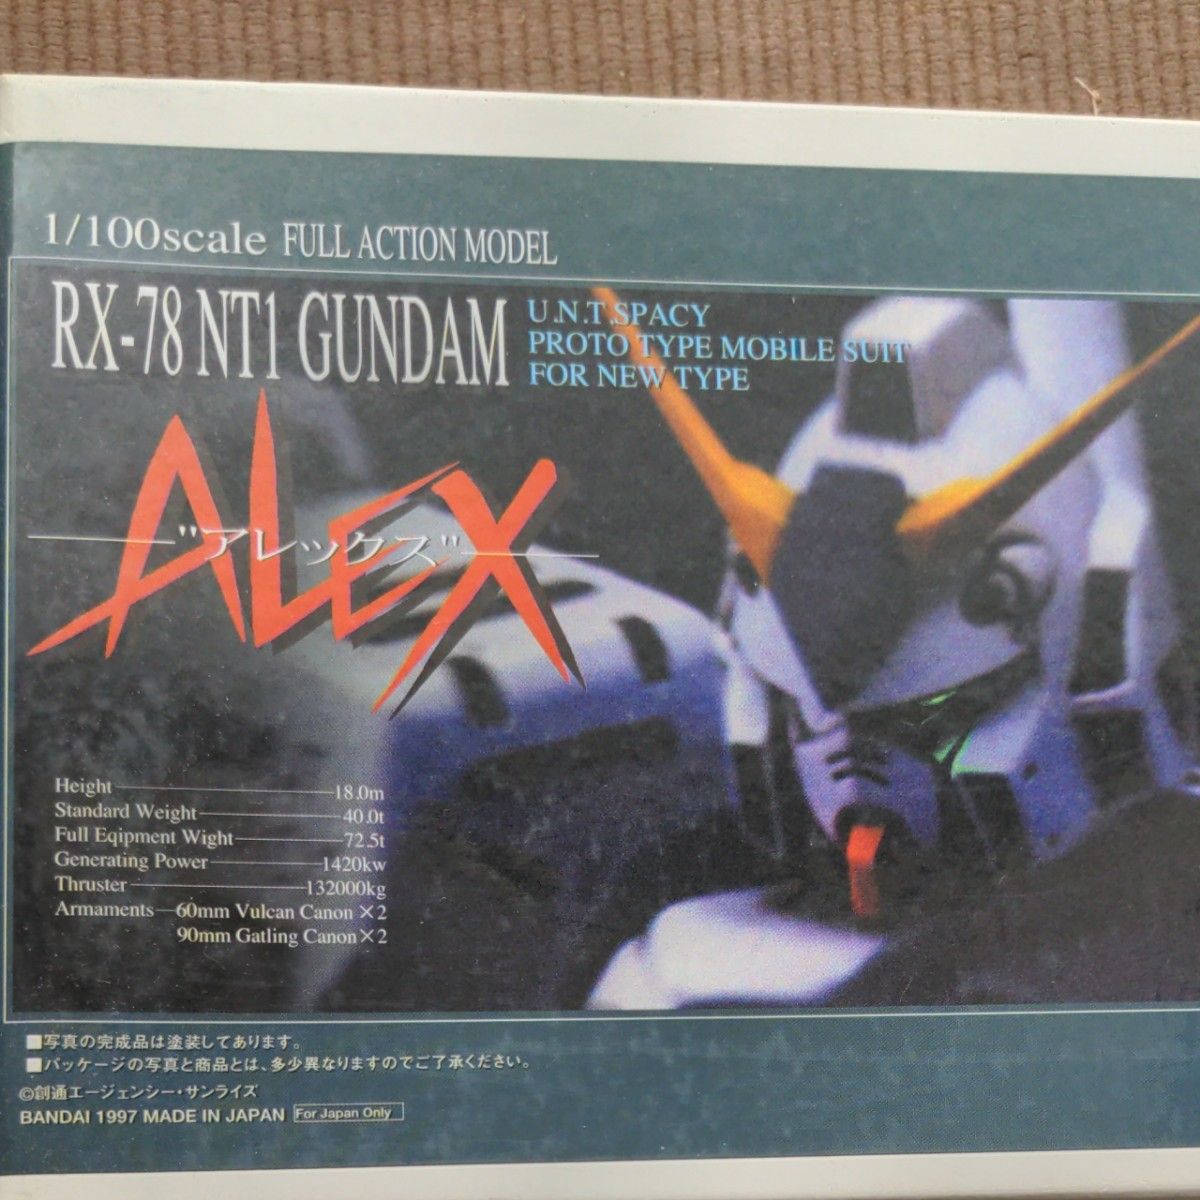 1/100scale FULL ACTION MODEL
RX-78 NT1 GUNDAM
U.N.T.SPACY
PROTO TYPE MOBILE SUIT
FOR NEW TYPE
ALEX
"アレックス"
Height 18.0m
Standard Weight 40.0t
Full Eqipment Wight 72.5t
Generating Power 1420kw
Thruster 132000kg
Armaments 60mm Vulcan Canon ×2
90mm Gatling Canon×2
■写真の完成品は塗装してあります。
■パッケージの写真と商品とは、多少異なりますのでご了承ください。
©創通エージェンシー・サンライズ
BANDAI 1997 MADE IN JAPAN For Japan Only